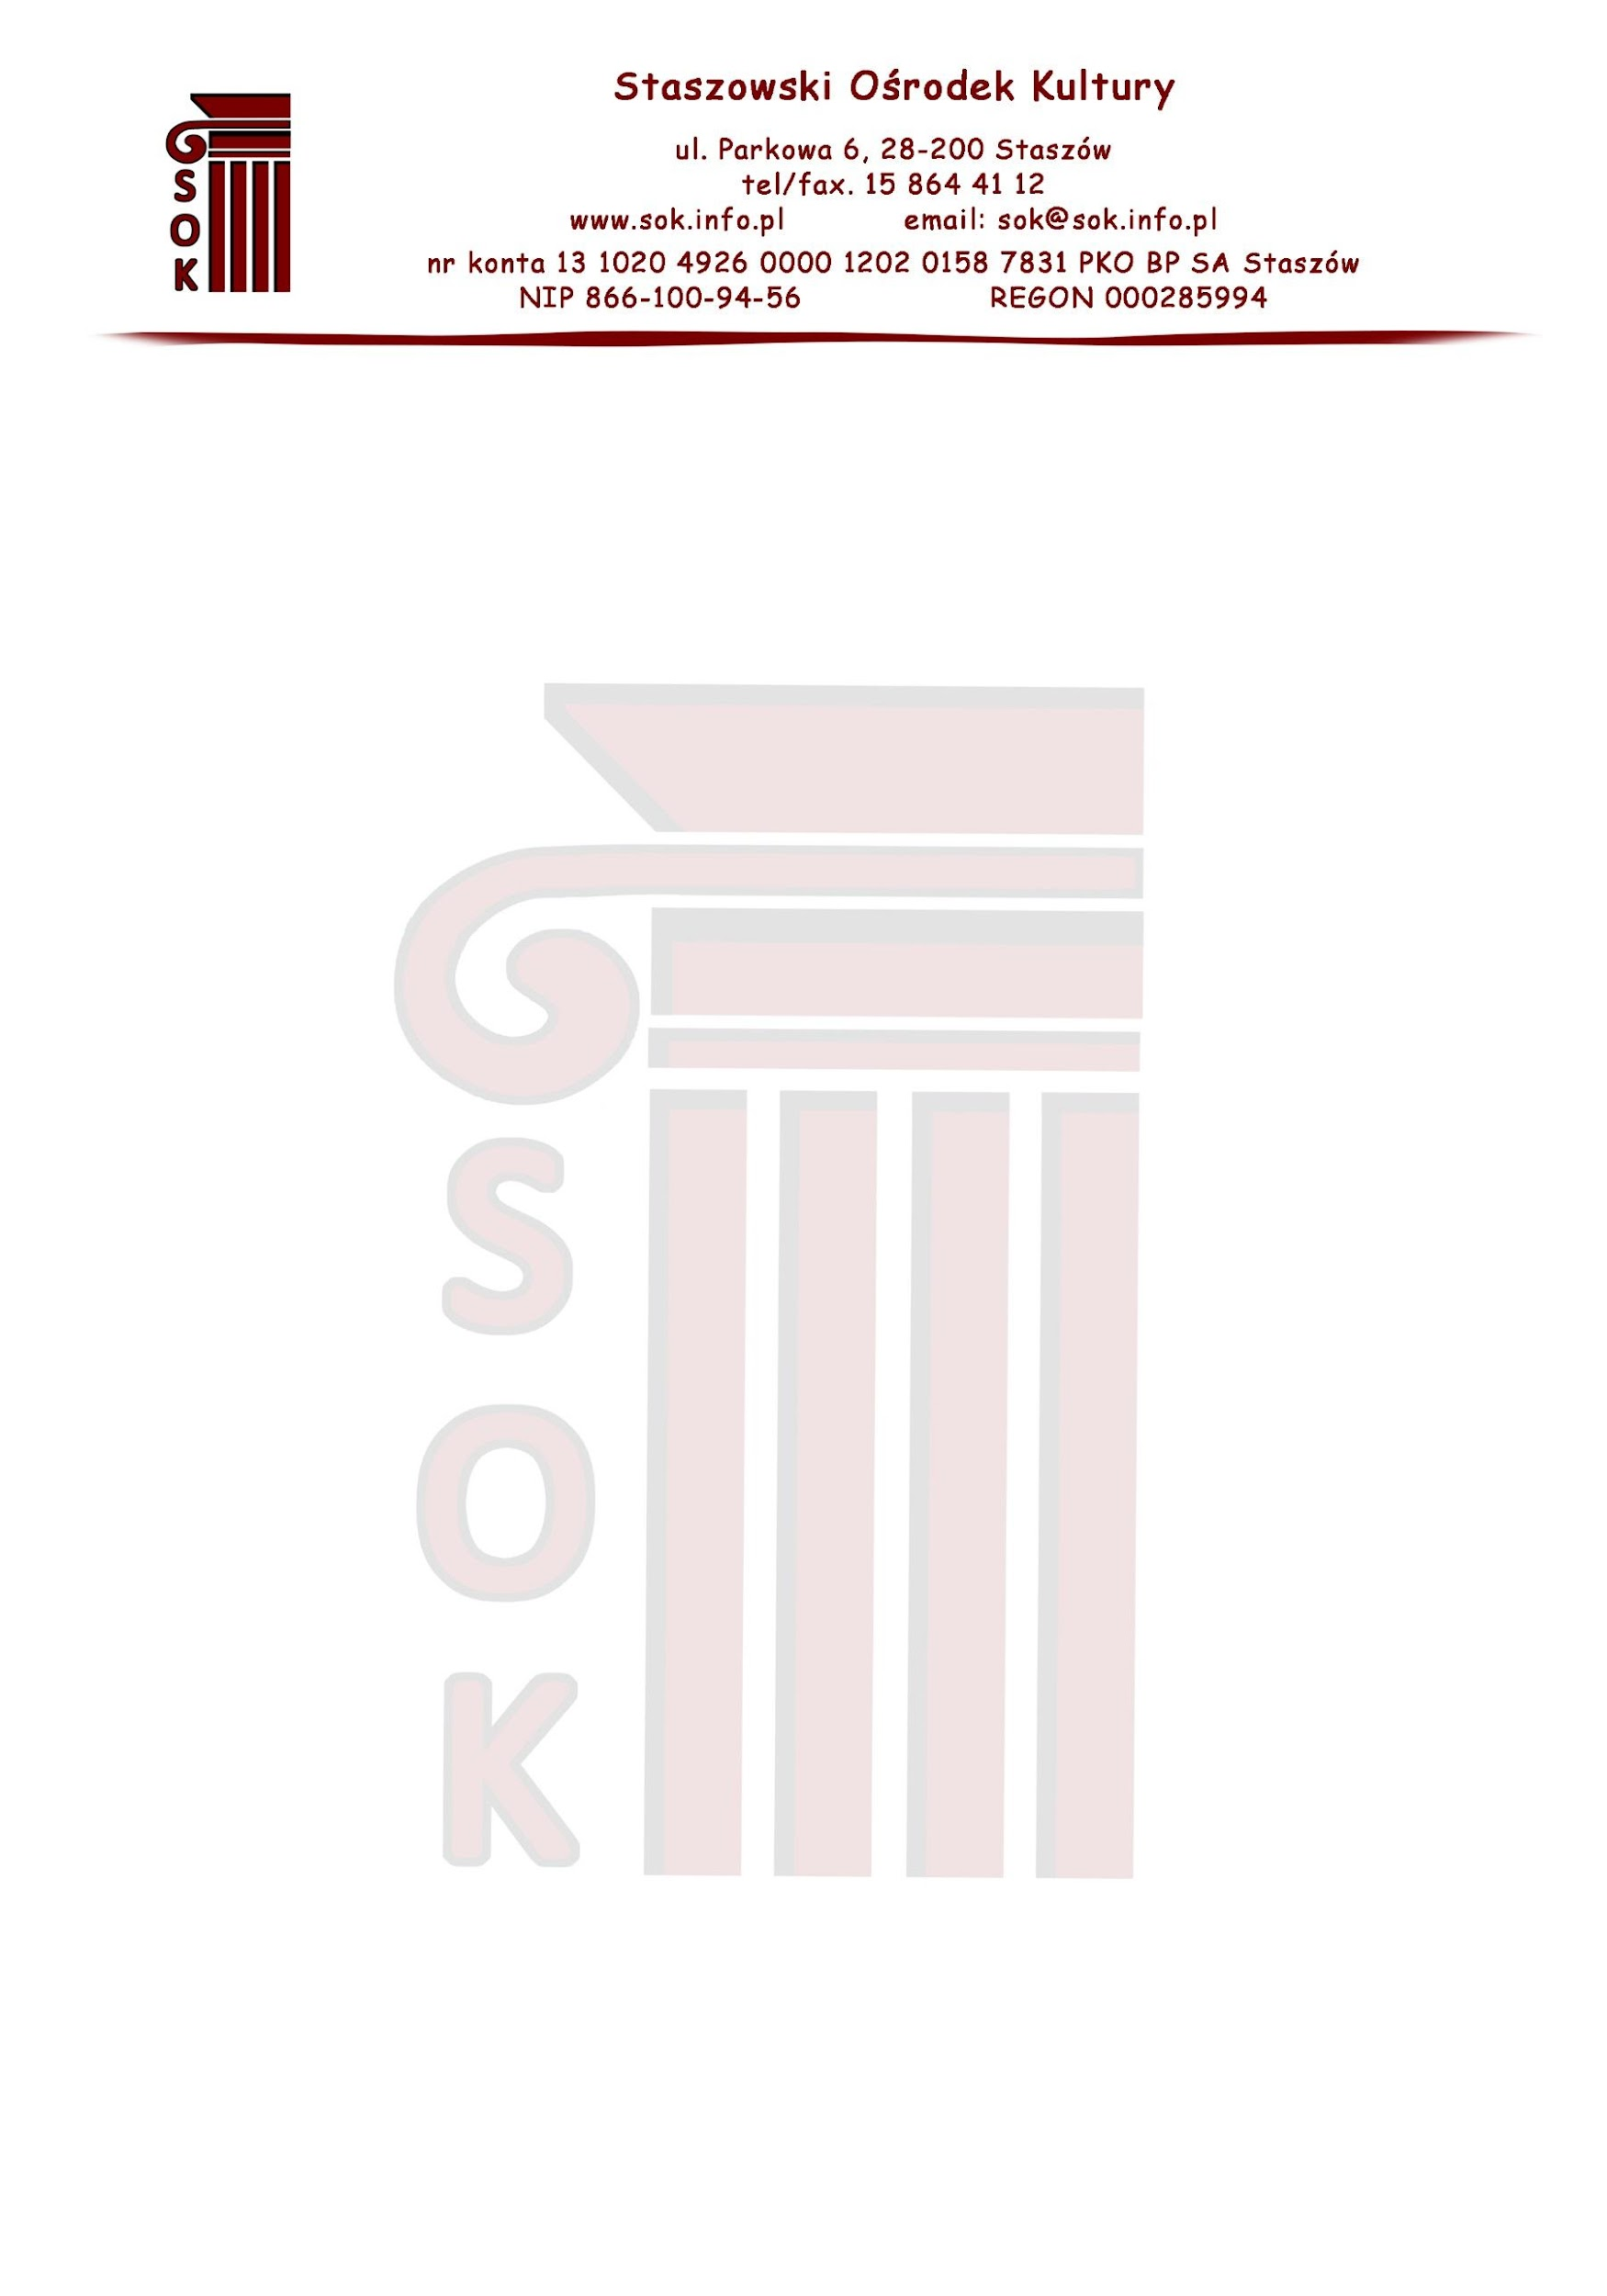 Staszowski Ośrodek Kultury
ul. Parkowa 6, 28-200 Staszów
tel/fax. 15 864 41 12
www.sok.info.pl email: sok@sok.info.pl
nr konta 13 1020 4926 0000 1202 0158 7831 PKO BP SA Staszów
NIP 866-100-94-56 REGON 000285994
S
O
K
S
O
K